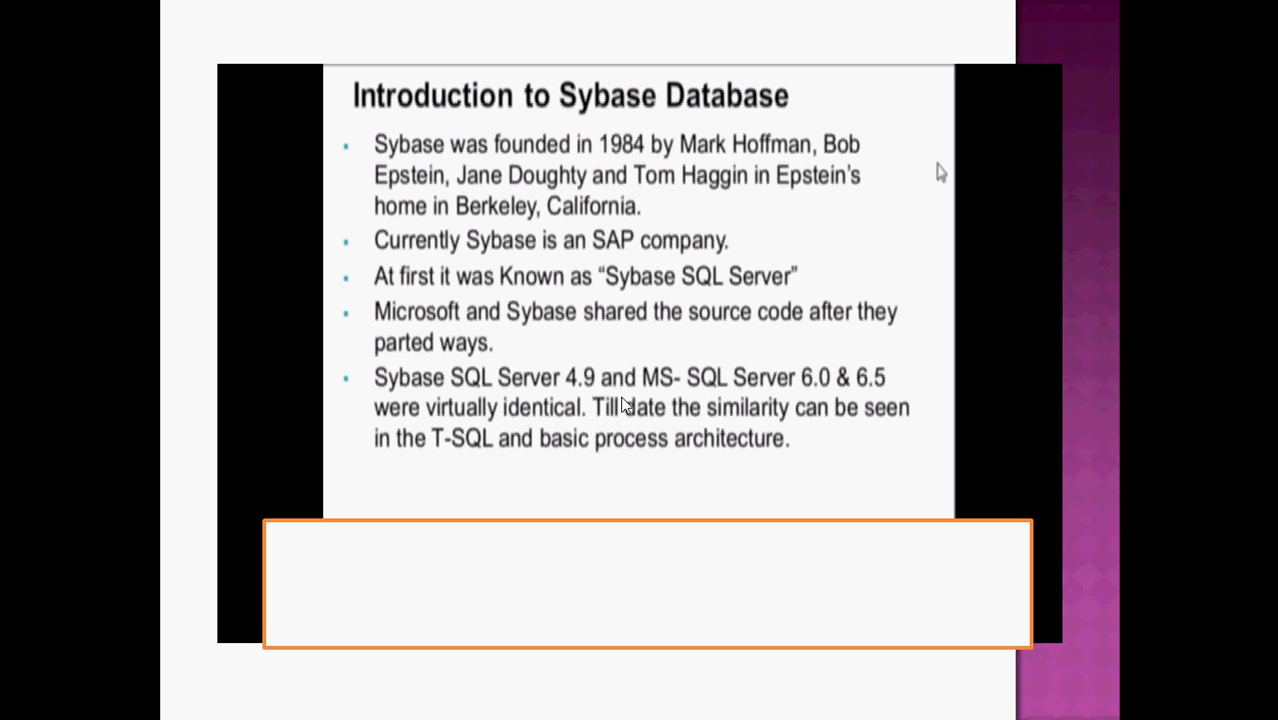 Introduction to Sybase Database
Sybase was founded in 1984 by Mark Hoffman, Bob
Epstein, Jane Doughty and Tom Haggin in Epstein's
home in Berkeley, California.
Currently Sybase is an SAP company.
At first it was Known as “Sybase SQL Server”
Microsoft and Sybase shared the source code after they
parted ways.
Sybase SQL Server 4.9 and MS- SQL Server 6.0 & 6.5
were virtually identical. Till date the similarity can be seen
in the T-SQL and basic process architecture.